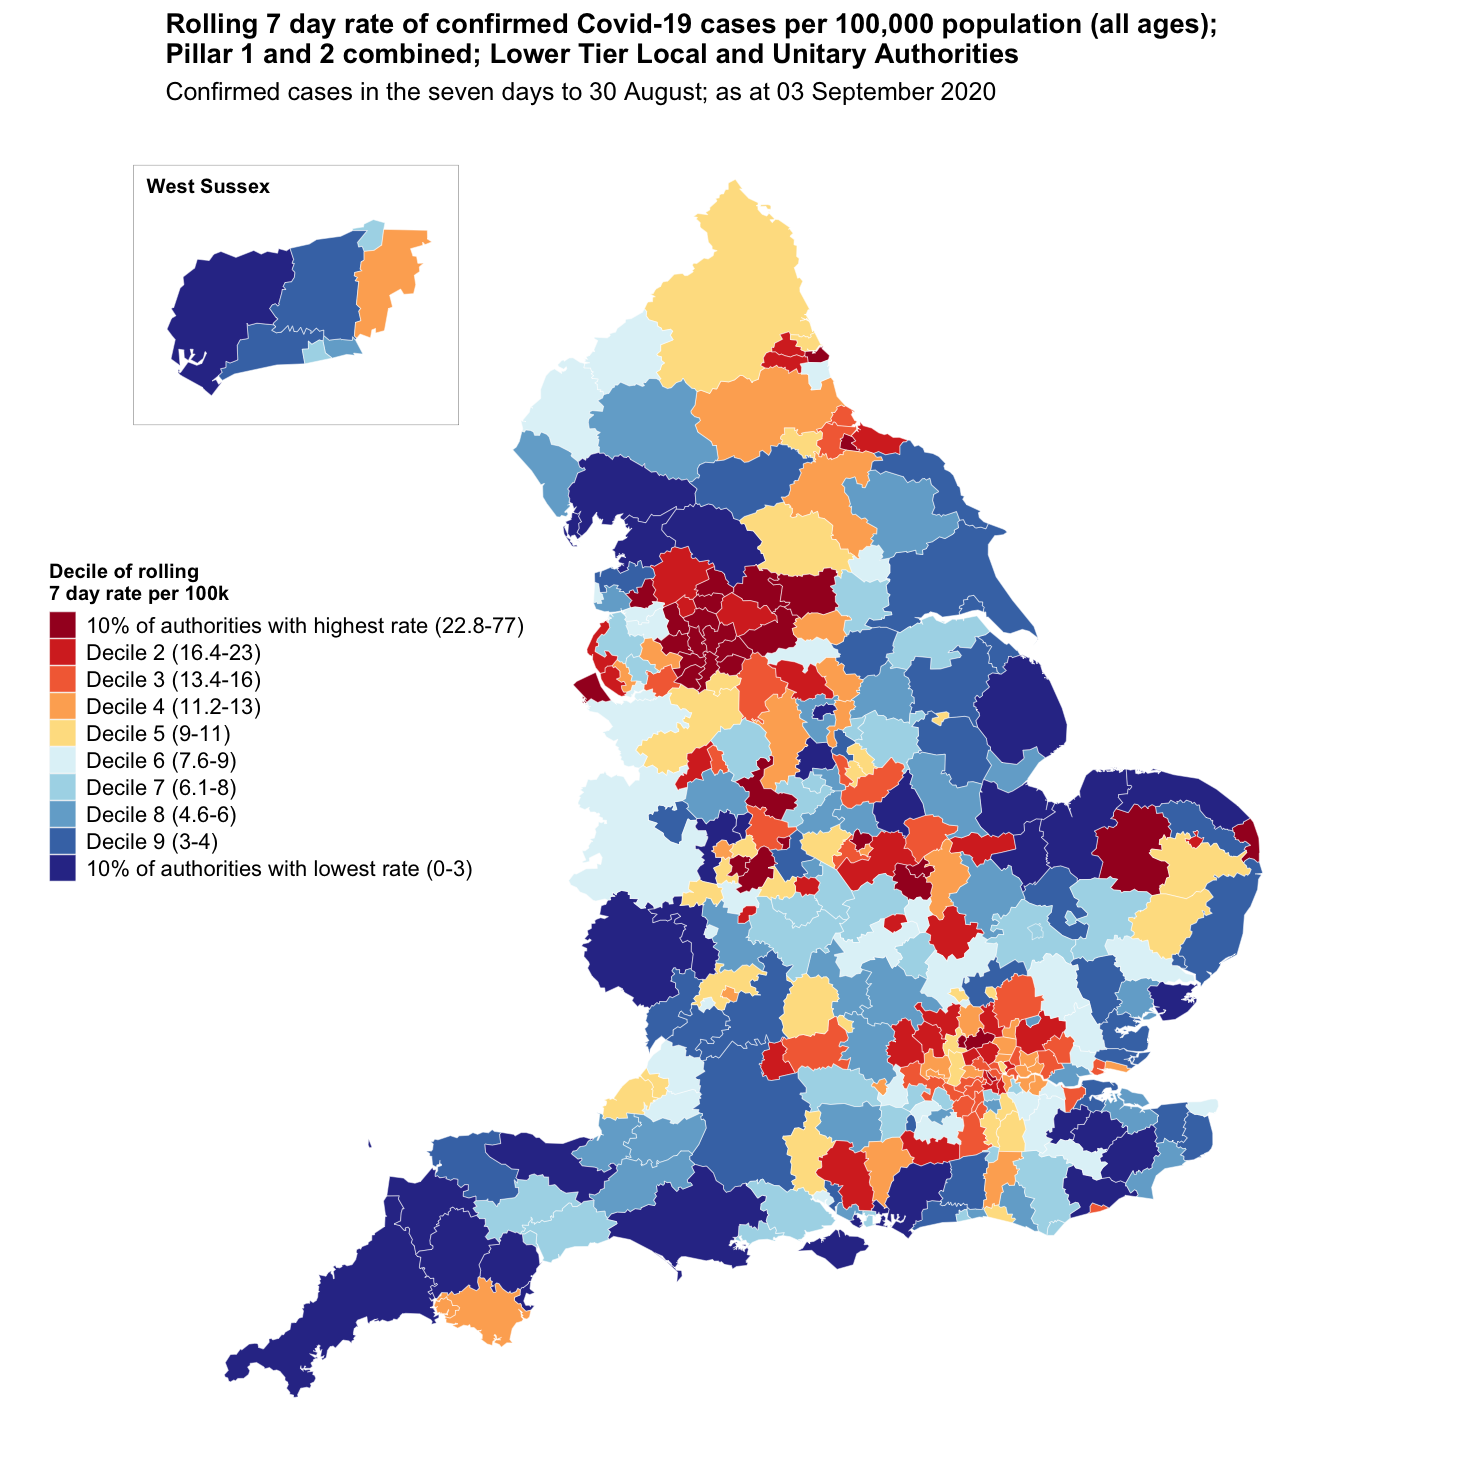 Rolling 7 day rate of confirmed Covid-19 cases per 100,000 population (all ages);
Pillar 1 and 2 combined; Lower Tier Local and Unitary Authorities
Confirmed cases in the seven days to 30 August; as at 03 September 2020
West Sussex
Decile of rolling
7 day rate per 100k
10% of authorities with highest rate (22.8-77)
Decile 2 (16.4-23)
Decile 3 (13.4-16)
Decile 4 (11.2-13)
Decile 5 (9-11)
Decile 6 (7.6-9)
Decile 7 (6.1-8)
Decile 8 (4.6-6)
Decile 9 (3-4)
10% of authorities with lowest rate (0-3)